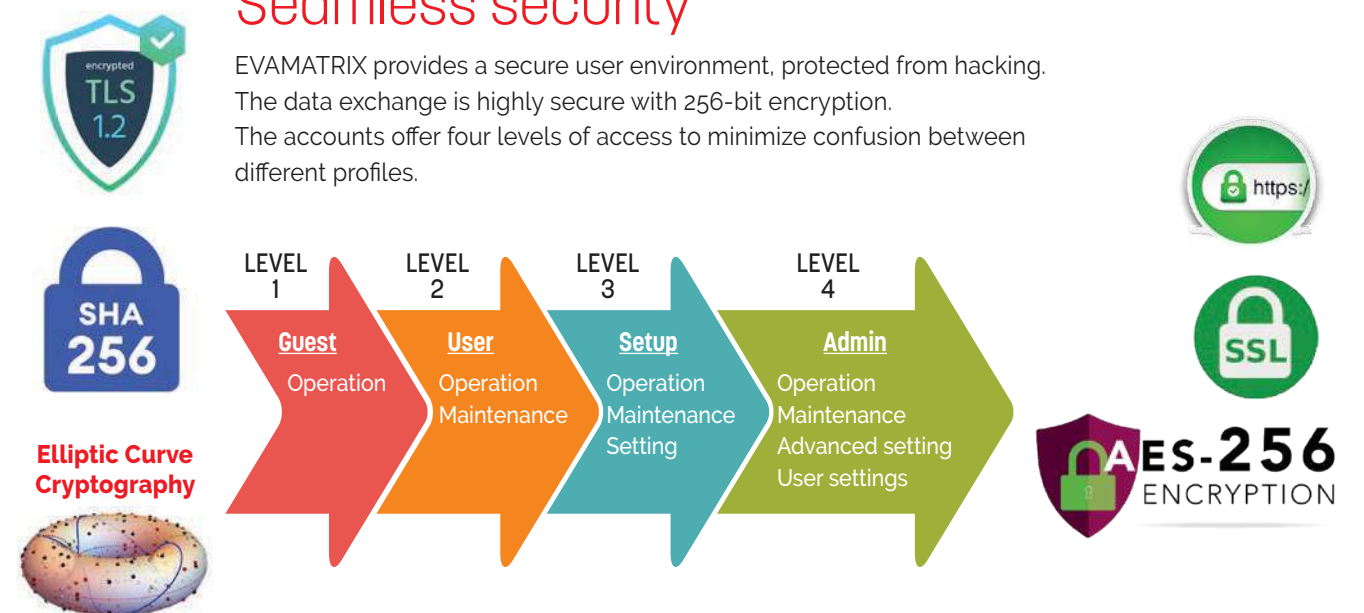 Seamless security
EVAMATRIX provides a secure user environment, protected from hacking.
The data exchange is highly secure with 256-bit encryption.
The accounts offer four levels of access to minimize confusion between
different profiles.
encrypted
TLS
1.2
SHA
256
Elliptic Curve
Cryptography
LEVEL
1
Guest
Operation
LEVEL
2
User
Operation
Maintenance
LEVEL
3
Setup
Operation
Maintenance
Setting
LEVEL
4
Admin
Operation
Maintenance
Advanced setting
User settings
https:/
SSL
AES-256
ENCRYPTION